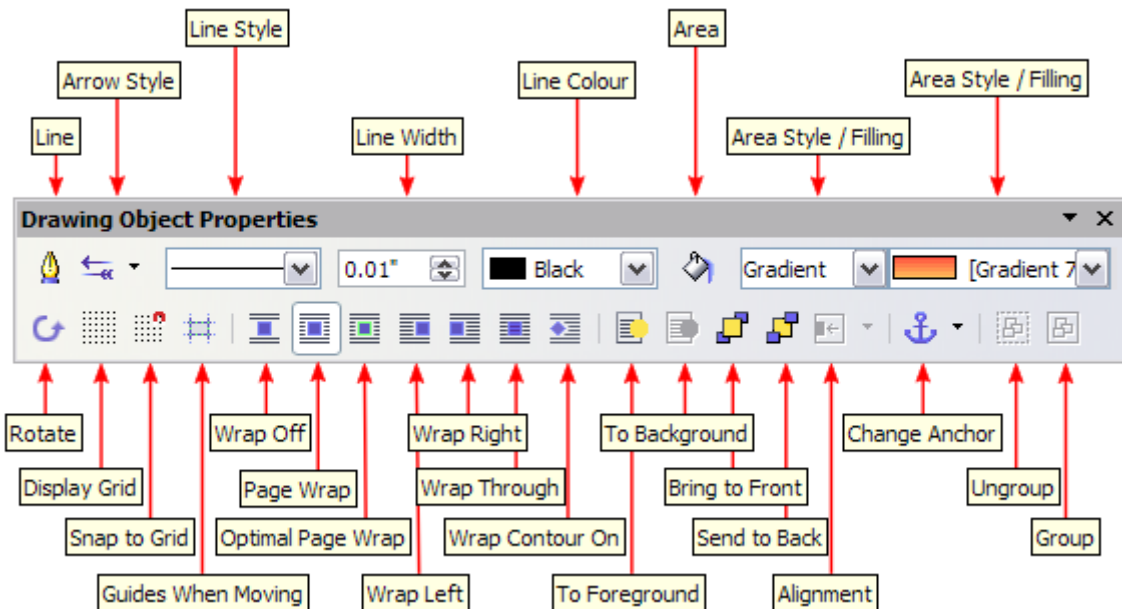 Line Style
Area
Arrow Style
Line Colour
Area Style / Filling
Line
Line Width
Area Style / Filling
Drawing Object Properties
0.01"
Black
Gradient
[Gradient 7
Rotate
Wrap Off
Wrap Right
To Background
Change Anchor
Display Grid
Page Wrap
Wrap Through
Bring to Front
Ungroup
Snap to Grid
Optimal Page Wrap
Wrap Contour On
Send to Back
Group
Guides When Moving
Wrap Left
To Foreground
Alignment